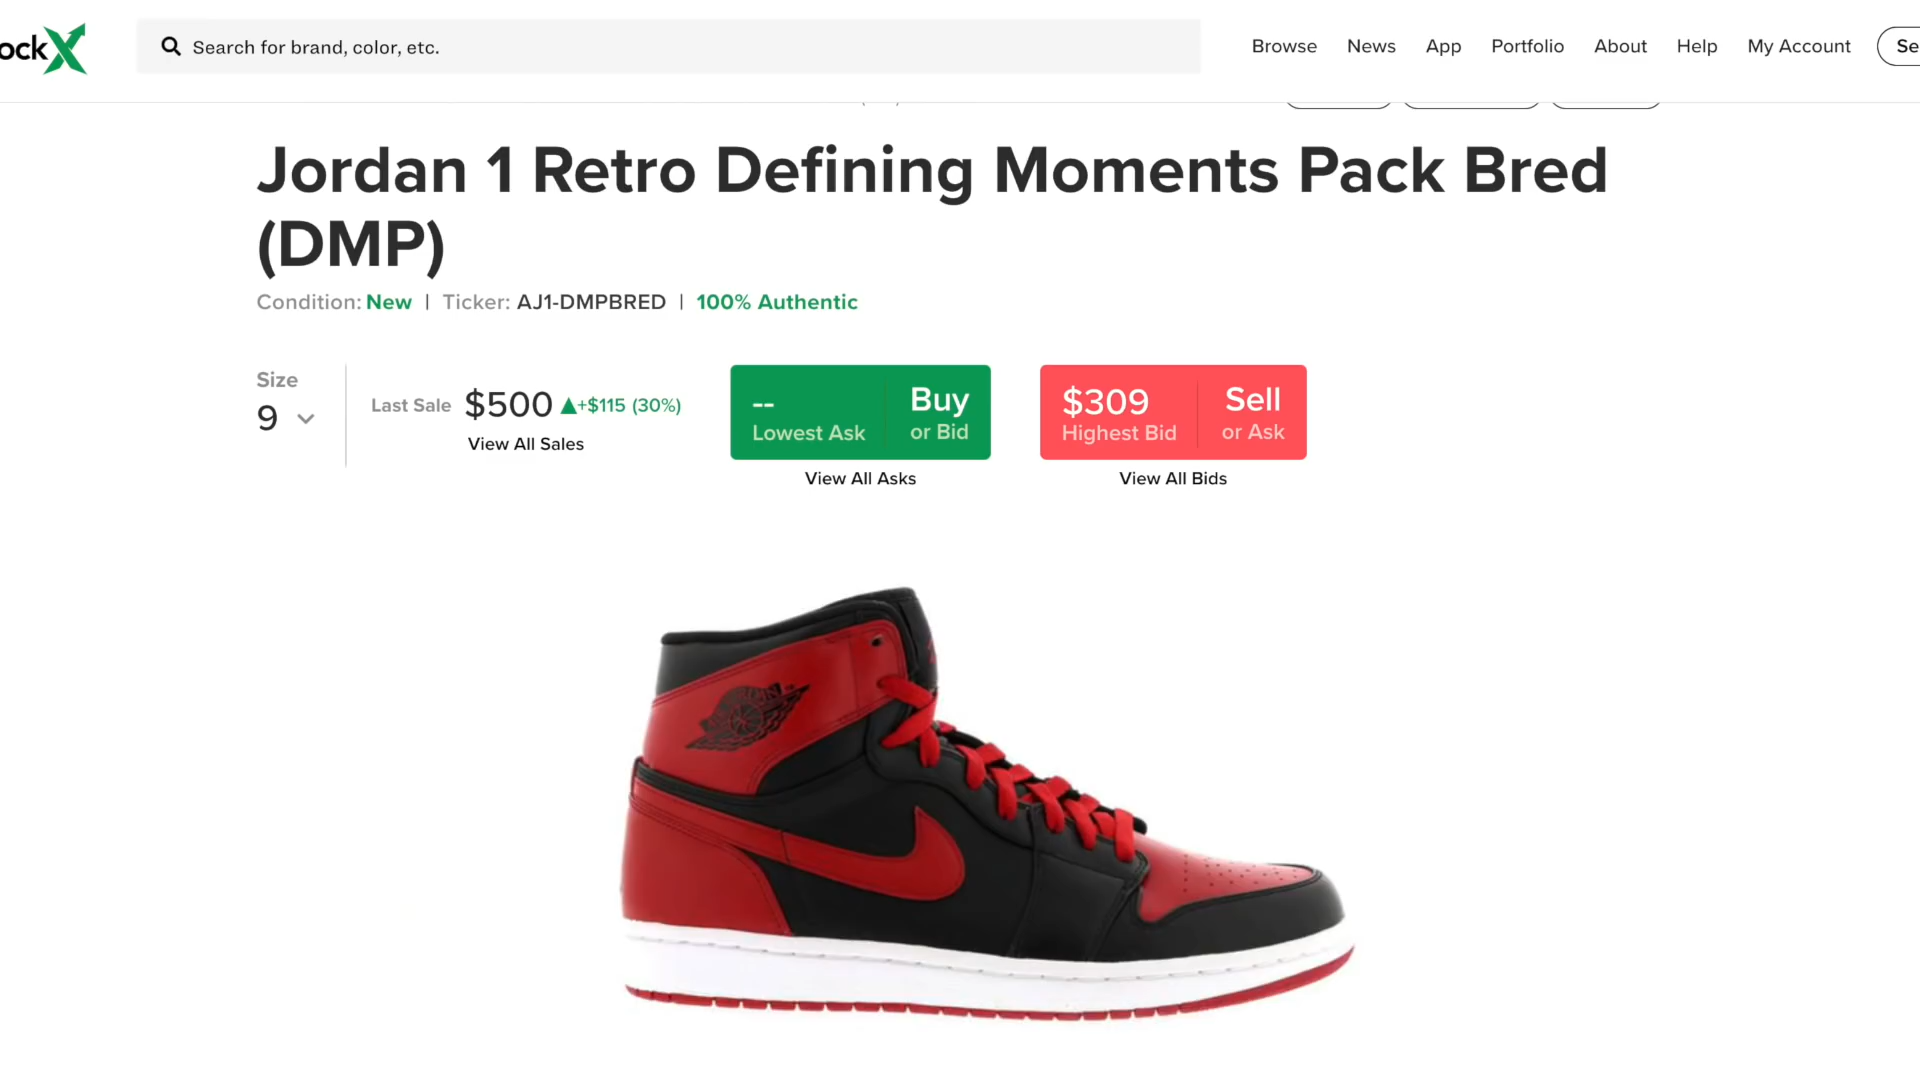 ockX
Search for brand, color, etc.
Browse News App Portfolio About Help My Account Se
Jordan 1 Retro Defining Moments Pack Bred
(DMP)
Condition: New | Ticker: AJ1-DMPBRED | 100% Authentic
Size
9
Last Sale $500 ▲+$115 (30%)
View All Sales
-- Buy
Lowest Ask or Bid
View All Asks
$309 Sell
Highest Bid or Ask
View All Bids